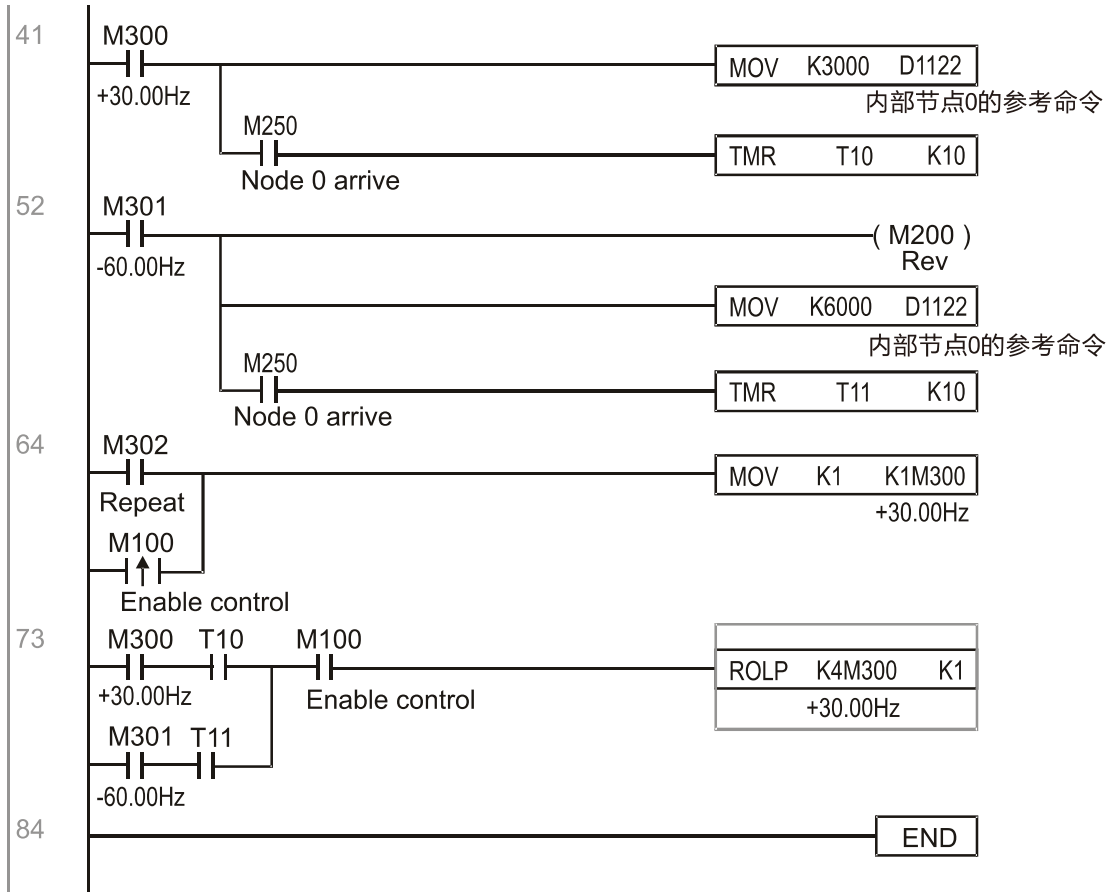 41
M300
MOV K3000 D1122
+30.00Hz
内部节点0的参考命令
M250
TMR T10 K10
Node 0 arrive
52
M301
( M200 )
-60.00Hz
Rev
MOV K6000 D1122
内部节点0的参考命令
M250
TMR T11 K10
Node 0 arrive
64
M302
MOV K1 K1M300
Repeat
+30.00Hz
M100
Enable control
73
M300 T10 M100
ROLP K4M300 K1
+30.00Hz
Enable control
+30.00Hz
M301 T11
-60.00Hz
84
END